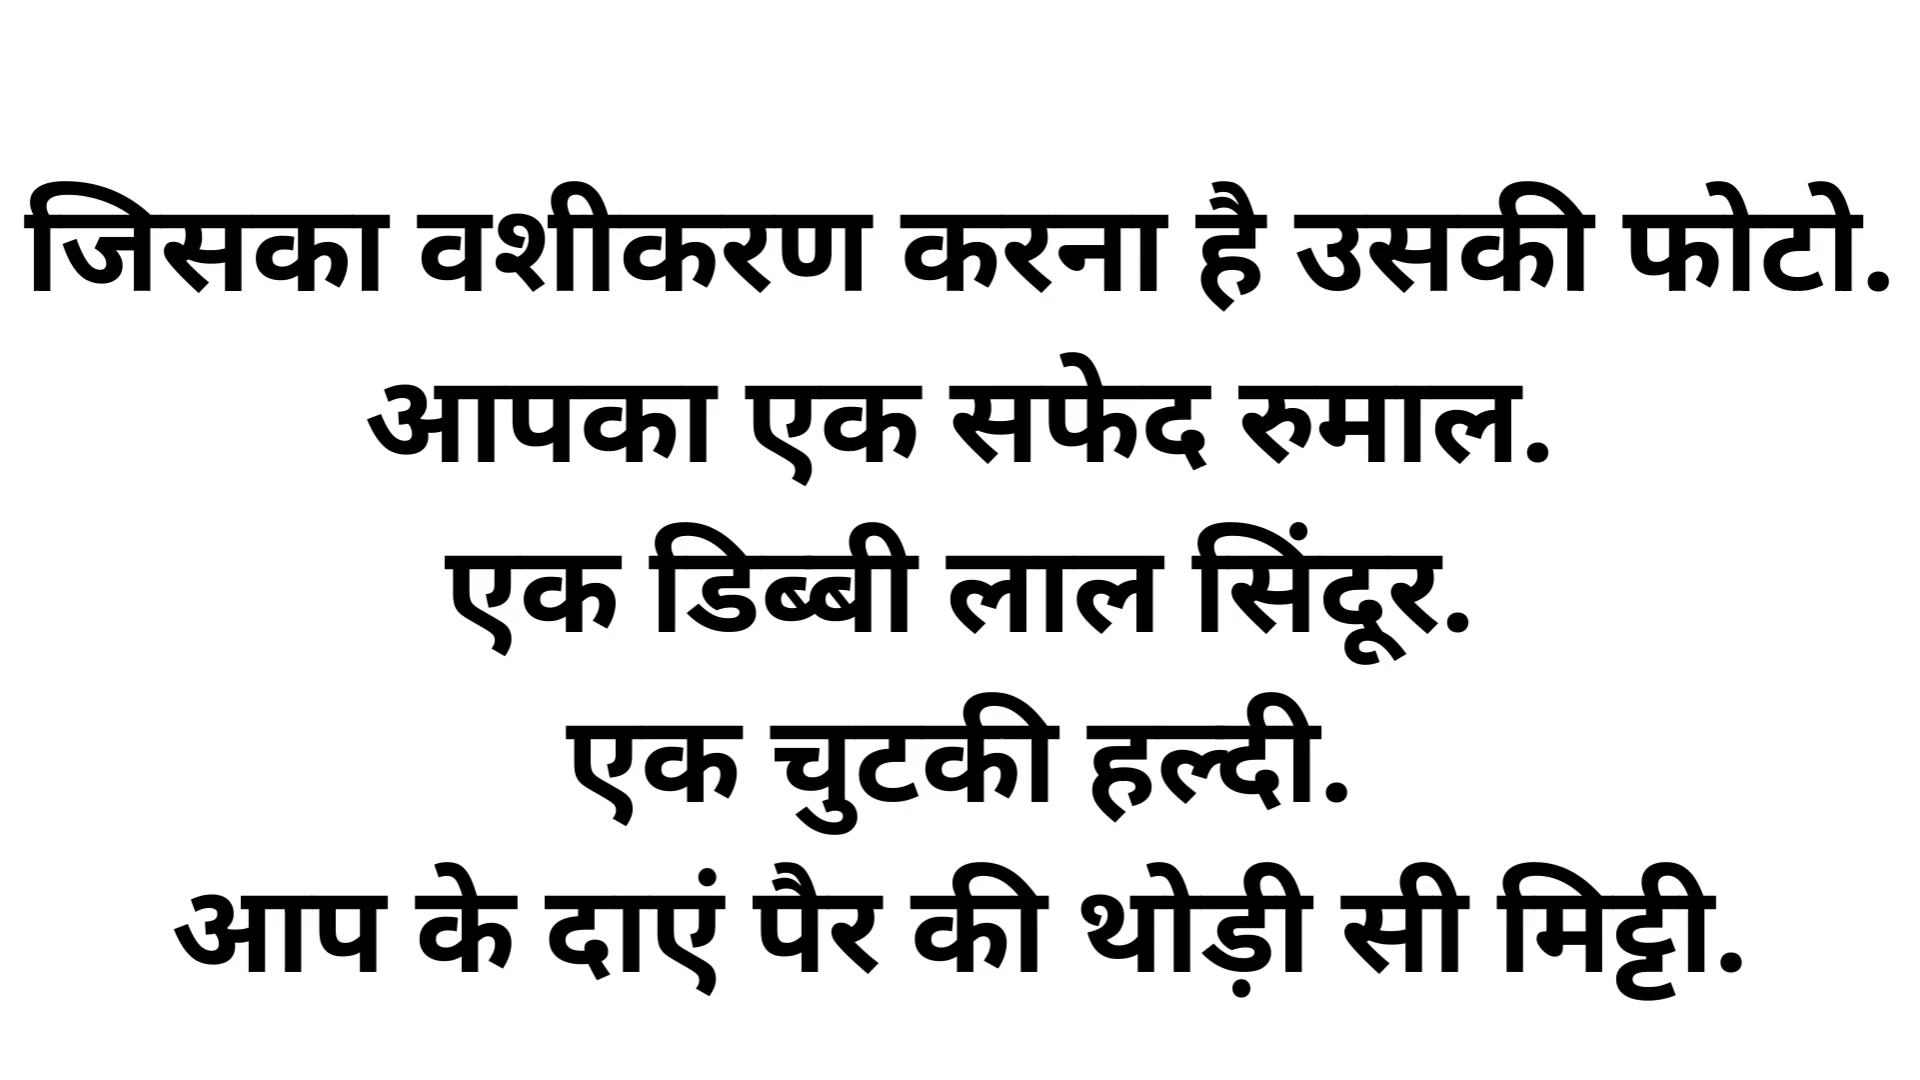 जिसका वशीकरण करना है उसकी फोटो.
आपका एक सफेद रुमाल.
एक डिब्बी लाल सिंदूर.
एक चुटकी हल्दी.
आप के दाएं पैर की थोड़ी सी मिट्टी.